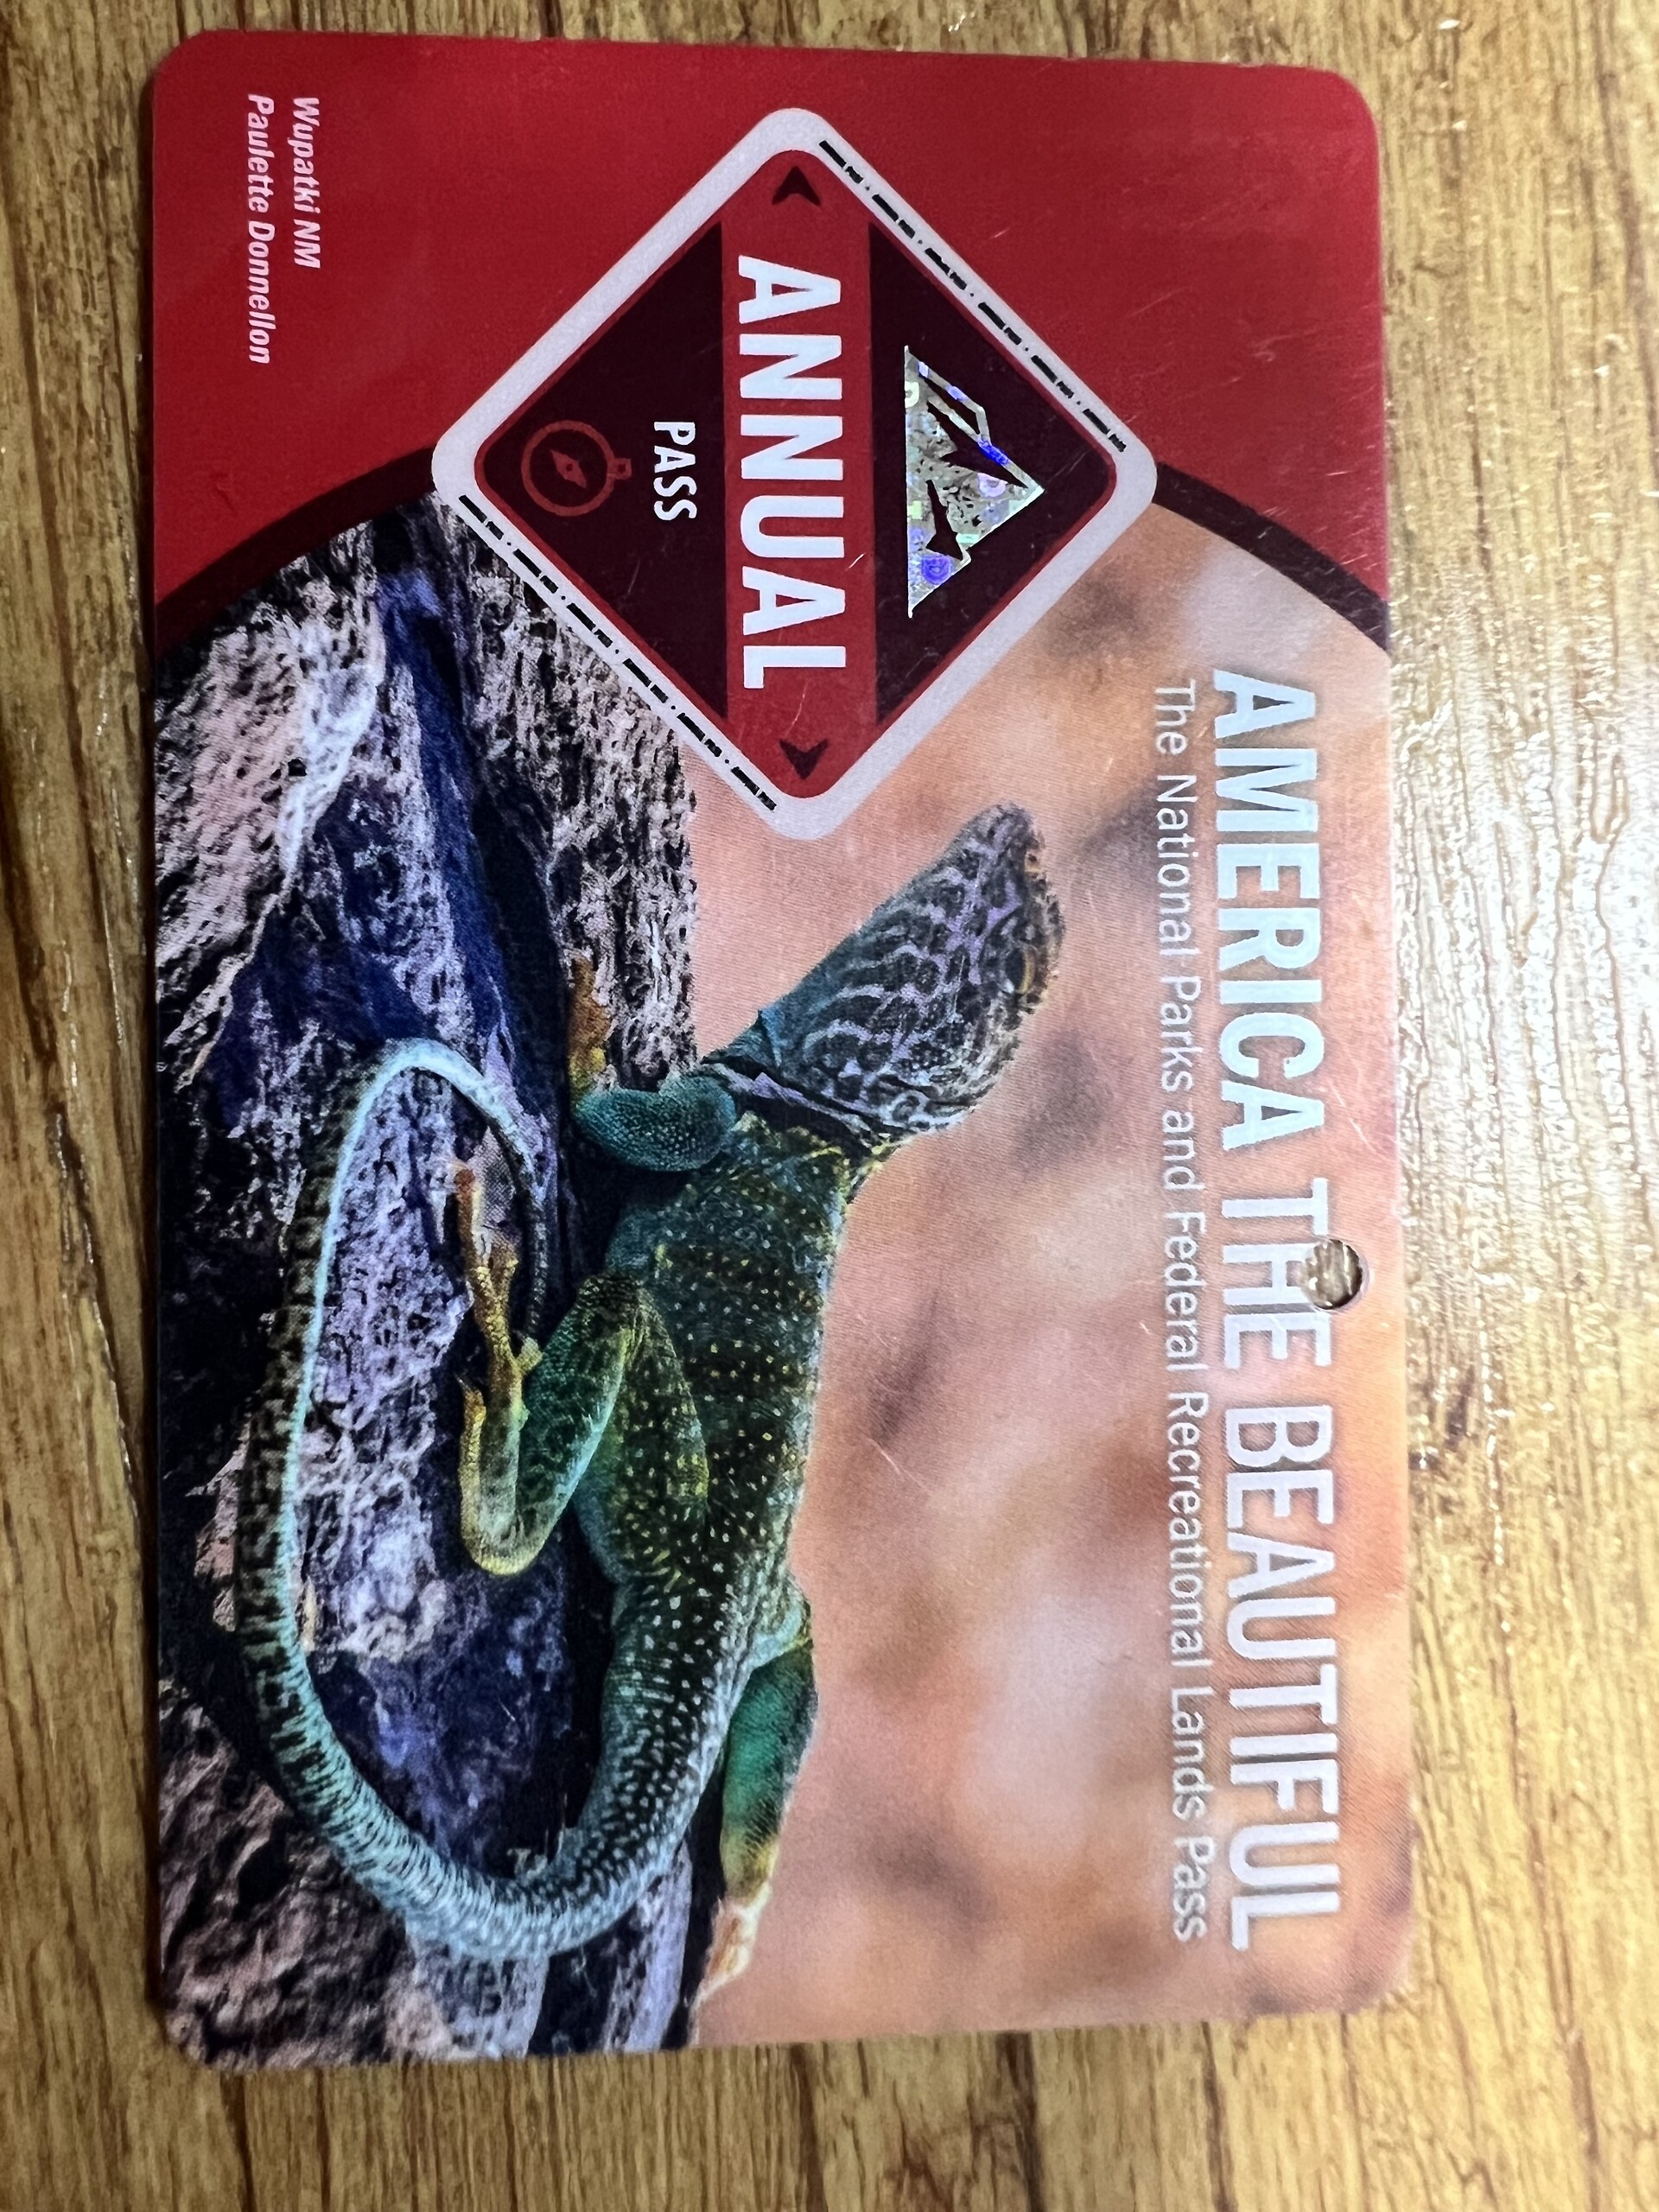 AMERICA THE BEAUTIFUL
The National Parks and Federal Recreational Lands Pass
ANNUAL
PASS
Wupatki NM
Paulette Donnellon